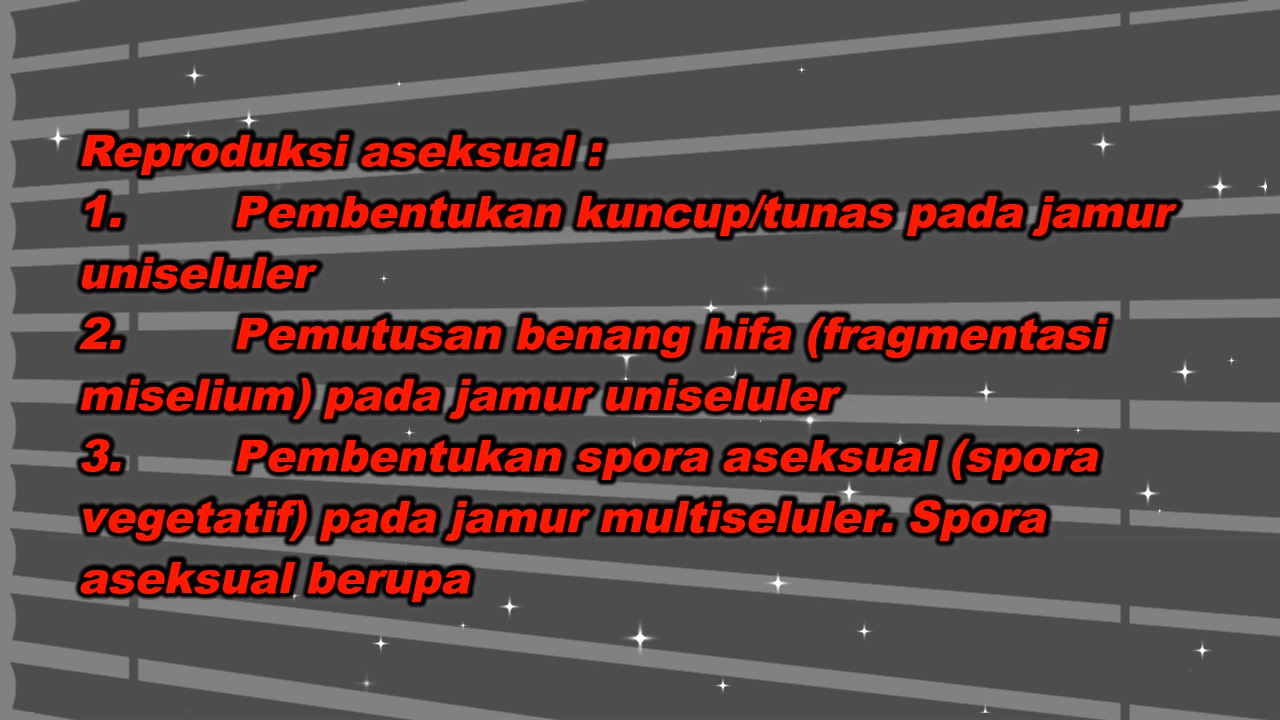 Reproduksi aseksual :
1. Pembentukan kuncup/tunas pada jamur
uniseluler
2. Pemutusan benang hifa (fragmentasi
miselium) pada jamur uniseluler
3. Pembentukan spora aseksual (spora
vegetatif) pada jamur multiseluler. Spora
aseksual berupa